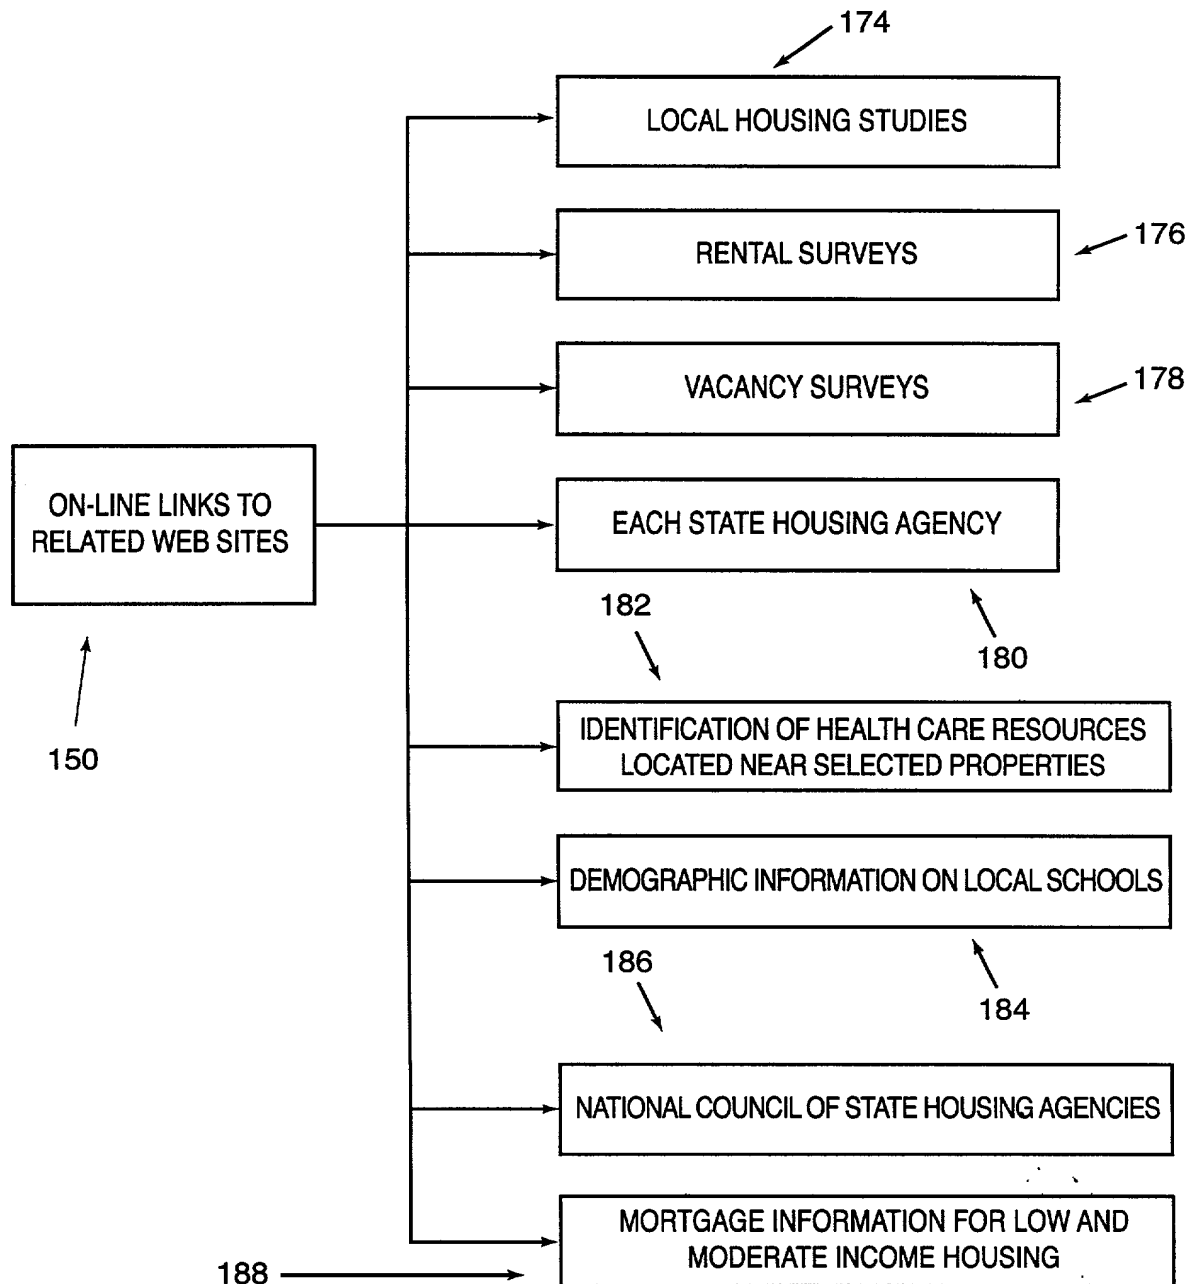 174
LOCAL HOUSING STUDIES
RENTAL SURVEYS
176
VACANCY SURVEYS
178
ON-LINE LINKS TO
RELATED WEB SITES
150
EACH STATE HOUSING AGENCY
180
182
IDENTIFICATION OF HEALTH CARE RESOURCES
LOCATED NEAR SELECTED PROPERTIES
DEMOGRAPHIC INFORMATION ON LOCAL SCHOOLS
184
186
NATIONAL COUNCIL OF STATE HOUSING AGENCIES
MORTGAGE INFORMATION FOR LOW AND
MODERATE INCOME HOUSING
188